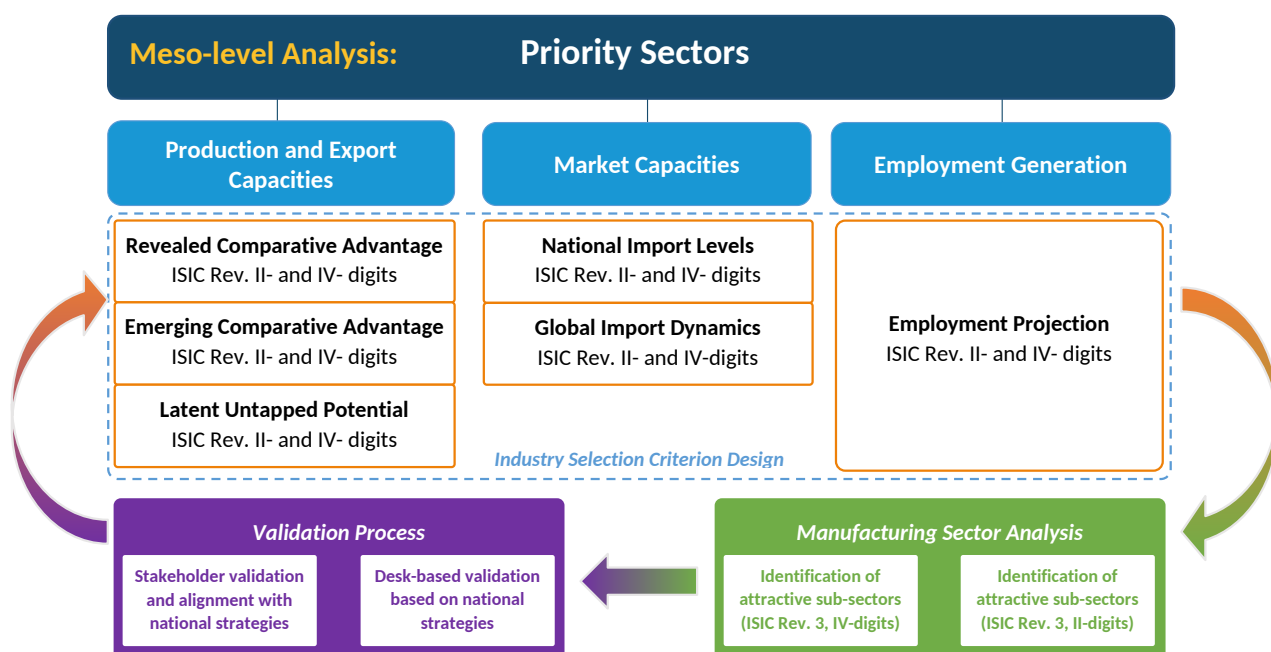 Meso-level Analysis: Priority Sectors
Production and Export
Capacities
Market Capacities
Employment Generation
Revealed Comparative Advantage
ISIC Rev. II- and IV- digits
Emerging Comparative Advantage
ISIC Rev. II- and IV- digits
Latent Untapped Potential
ISIC Rev. II- and IV- digits
National Import Levels
ISIC Rev. II- and IV- digits
Global Import Dynamics
ISIC Rev. II- and IV-digits
Employment Projection
ISIC Rev. II- and IV- digits
Industry Selection Criterion Design
Validation Process
Stakeholder validation
and alignment with
national strategies
Desk-based validation
based on national
strategies
Manufacturing Sector Analysis
Identification of
attractive sub-sectors
(ISIC Rev. 3, IV-digits)
Identification of
attractive sub-sectors
(ISIC Rev. 3, II-digits)